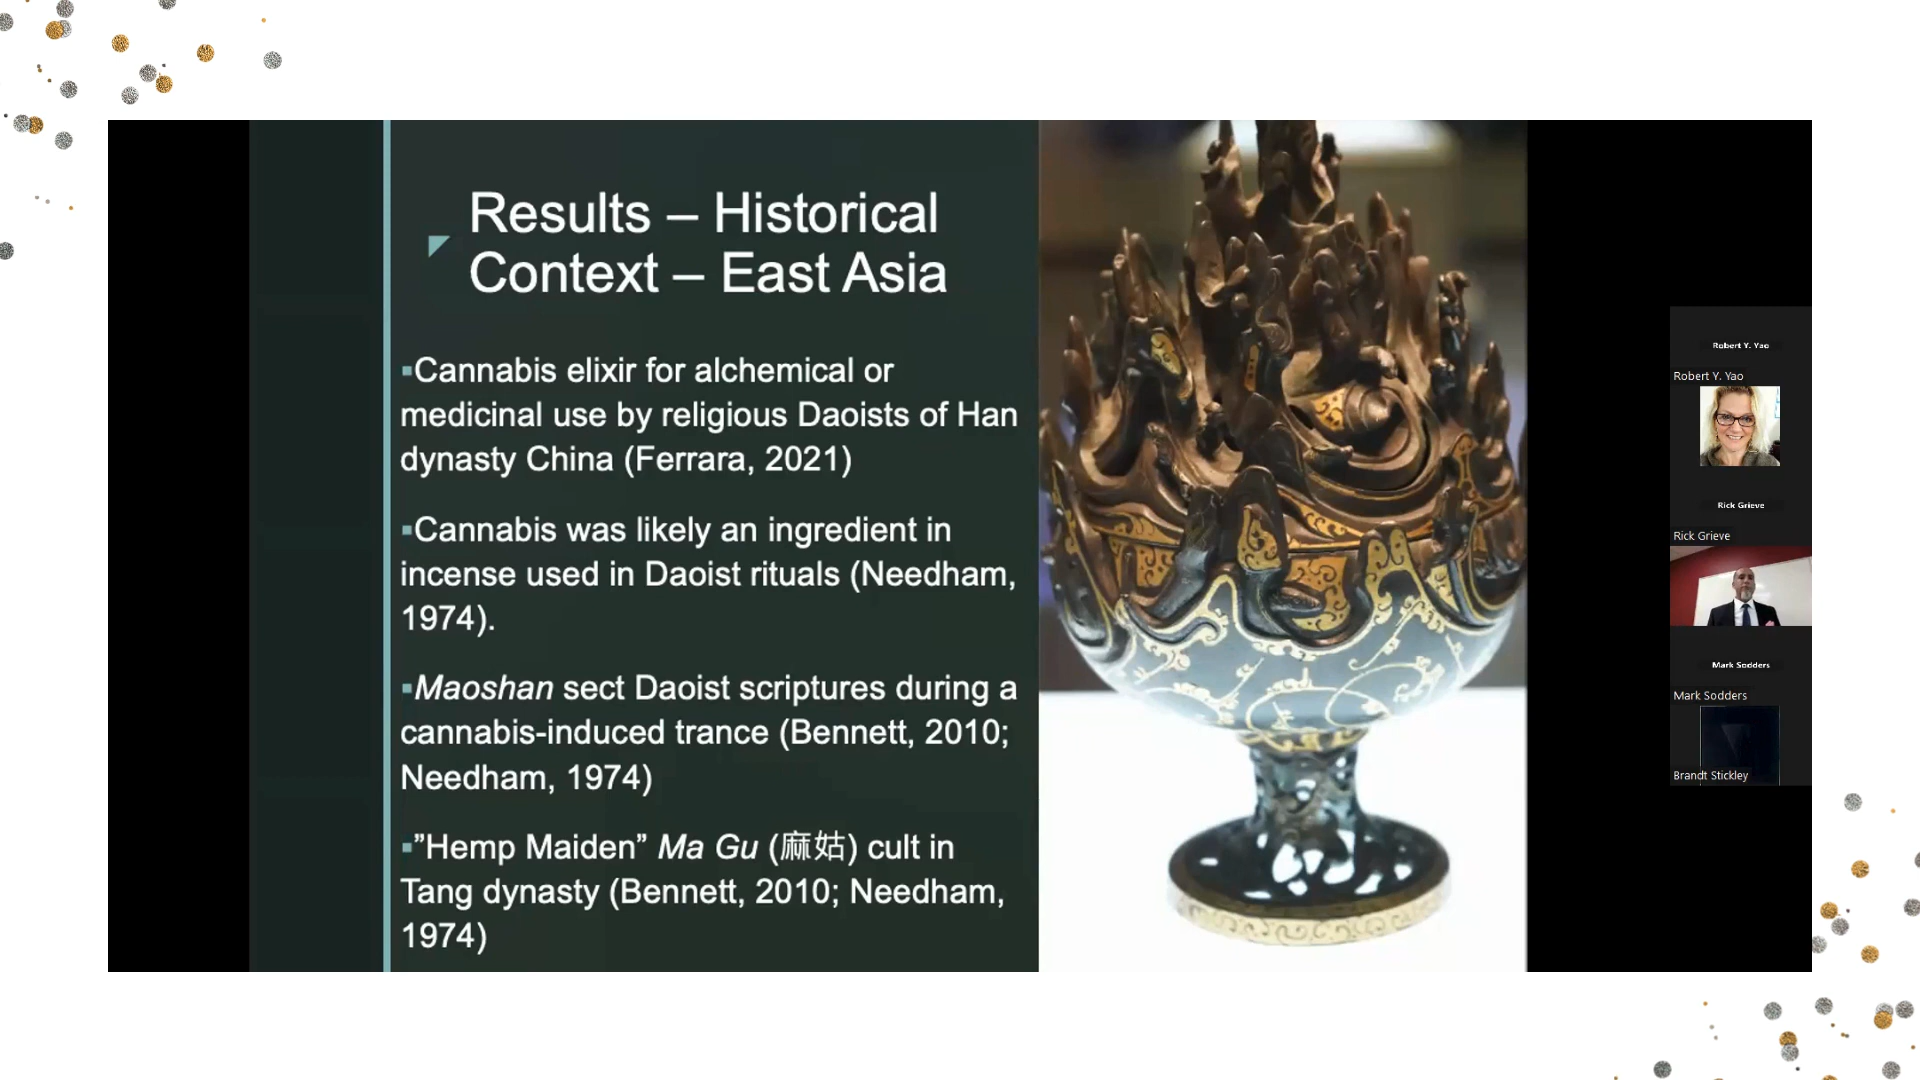 Results – Historical
Context – East Asia
▪Cannabis elixir for alchemical or
medicinal use by religious Daoists of Han
dynasty China (Ferrara, 2021)
▪Cannabis was likely an ingredient in
incense used in Daoist rituals (Needham,
1974).
▪Maoshan sect Daoist scriptures during a
cannabis-induced trance (Bennett, 2010;
Needham, 1974)
▪”Hemp Maiden” Ma Gu (麻姑) cult in
Tang dynasty (Bennett, 2010; Needham,
1974)
Robert Y. Yao
Robert Y. Yao
Rick Grieve
Rick Grieve
Mark Sodders
Mark Sodders
Brandt Stickley